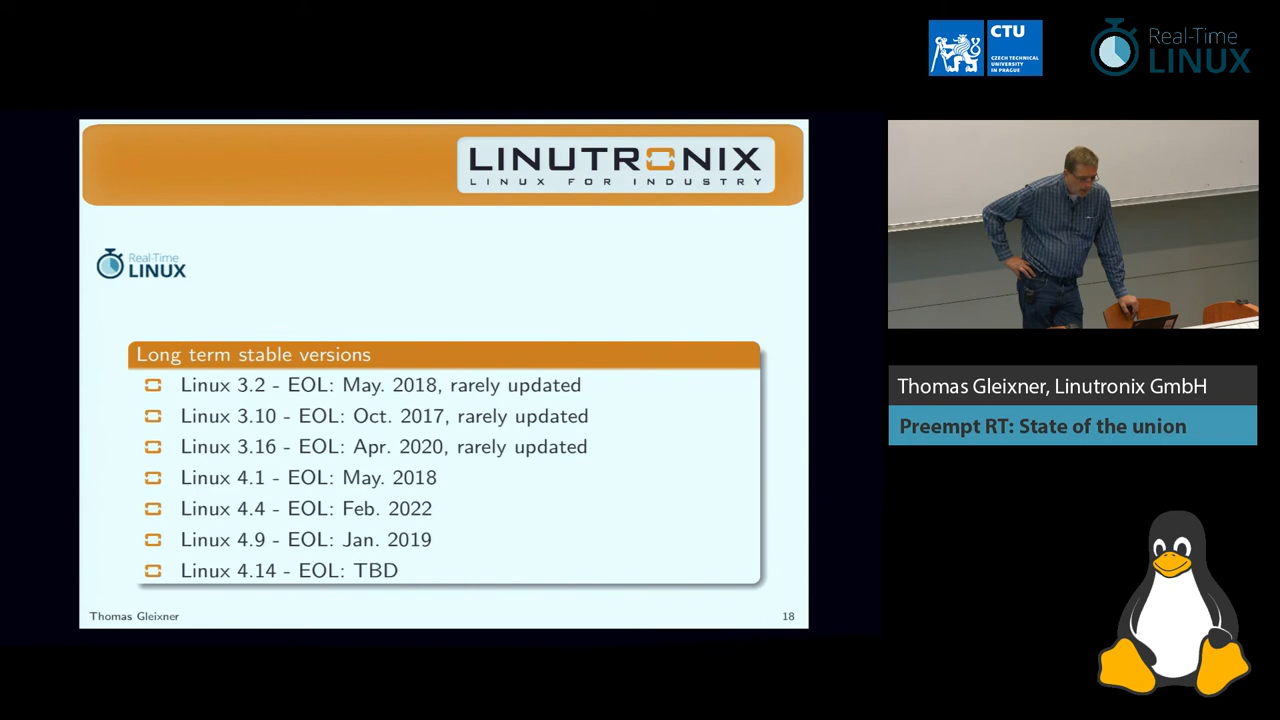 CTU
CZECH TECHNICAL
UNIVERSITY
IN PRAGUE
Real-Time
LINUX
LINUTRONIX
LINUX FOR INDUSTRY
Real-Time
LINUX
Long term stable versions
Linux 3.2 - EOL: May. 2018, rarely updated
Linux 3.10 - EOL: Oct. 2017, rarely updated
Linux 3.16 - EOL: Apr. 2020, rarely updated
Linux 4.1 - EOL: May. 2018
Linux 4.4 - EOL: Feb. 2022
Linux 4.9 - EOL: Jan. 2019
Linux 4.14 - EOL: TBD
Thomas Gleixner
18
Thomas Gleixner, Linutronix GmbH
Preempt RT: State of the union